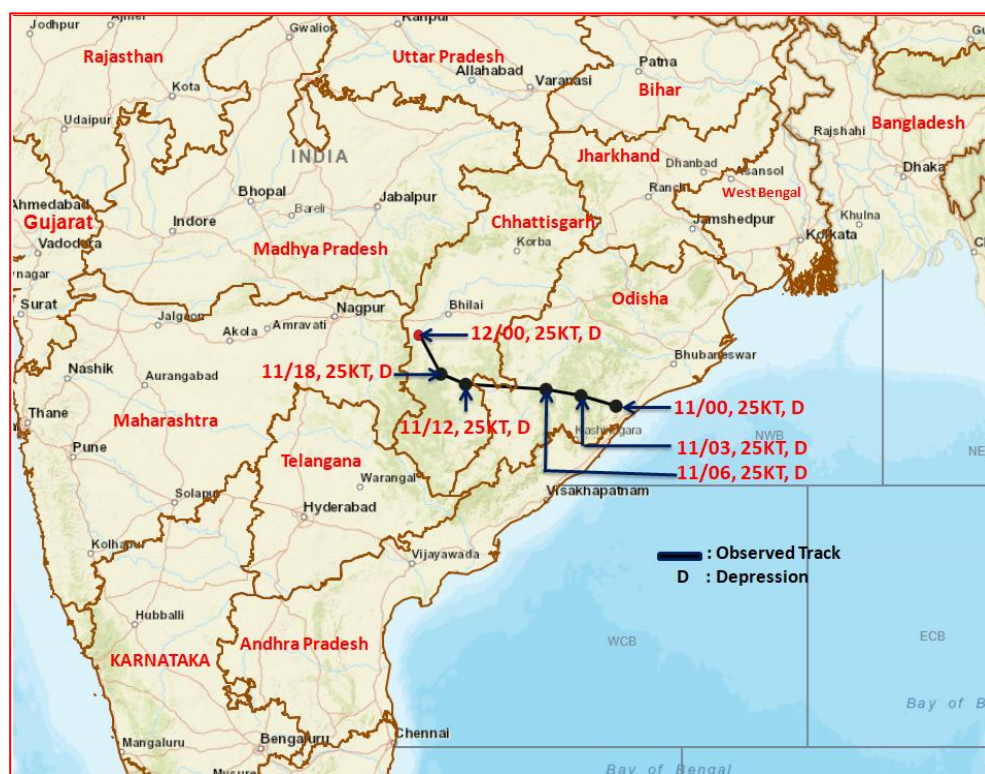 Jodhpur
Ajmer
Gwalior
Kanpur
Rajasthan
Uttar Pradesh
Allahabad
Varanasi
Patna
Bihar
Kota
Udaipur
Rajshahi
Bangladesh
INDIA
Jharkhand
Dhanbad
Asansol
Dhaka
Bhopal
Bareli
Jabalpur
Ranchi
West Bengal
Ahmedabad
Gujarat
Indore
Chhattisgarh
Jamshedpur
Khulna
Vadodara
Madhya Pradesh
Korba
Kolkata
Surat
Nagpur
Bhilai
Odisha
Jalgaon
Akola
Amravati
12/00, 25KT, D
Bhubaneswar
Nashik
Aurangabad
11/18, 25KT, D
11/00, 25KT, D
Thane
Maharashtra
11/12, 25KT, D
NWB
Pune
11/03, 25KT, D
NE
Telangana
11/06, 25KT, D
Warangal
Solapur
Visakhapatnam
Hyderabad
Kolhapur
Vijayawada
: Observed Track
D : Depression
Hubballi
WCB
ECB
KARNATAKA
Andhra Pradesh
Bay of B
Mangaluru
Bengaluru
Chennai
Mysuru
Bay of Bengal